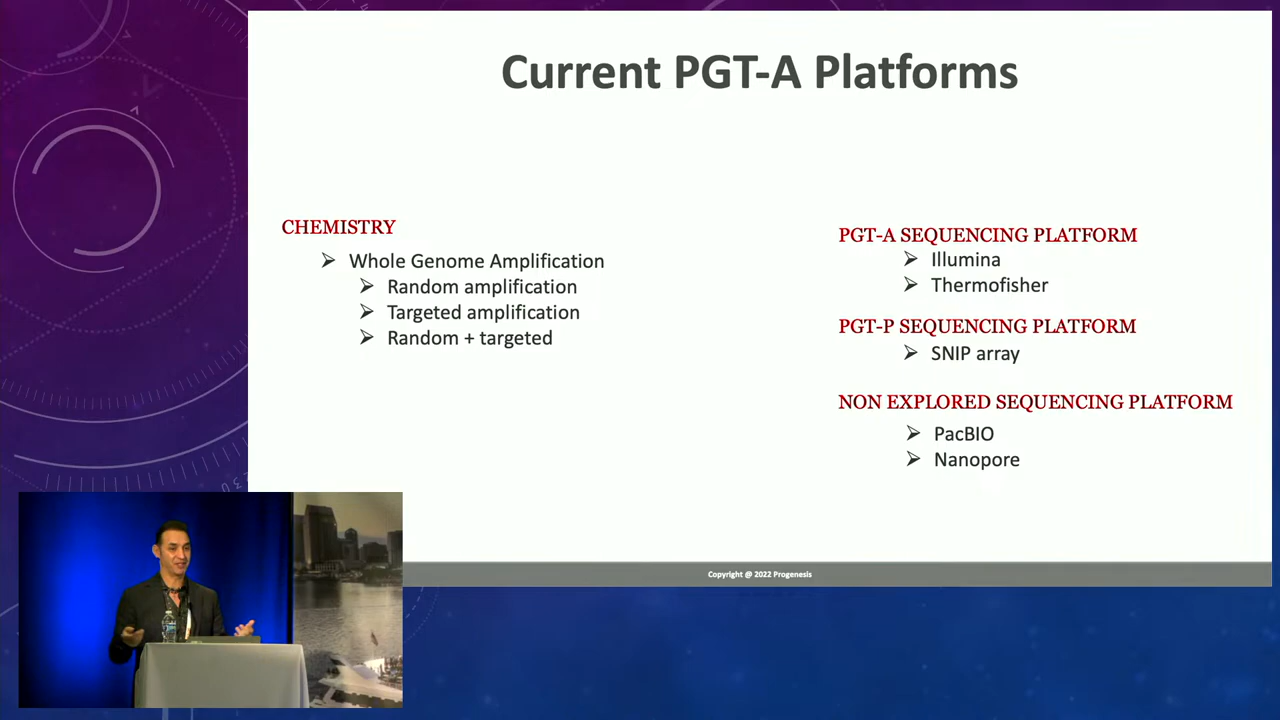 Current PGT-A Platforms
CHEMISTRY
Whole Genome Amplification
Random amplification
Targeted amplification
Random + targeted
PGT-A SEQUENCING PLATFORM
Illumina
Thermofisher
PGT-P SEQUENCING PLATFORM
SNIP array
NON EXPLORED SEQUENCING PLATFORM
PacBIO
Nanopore
230
Copyright @ 2022 Progenesis